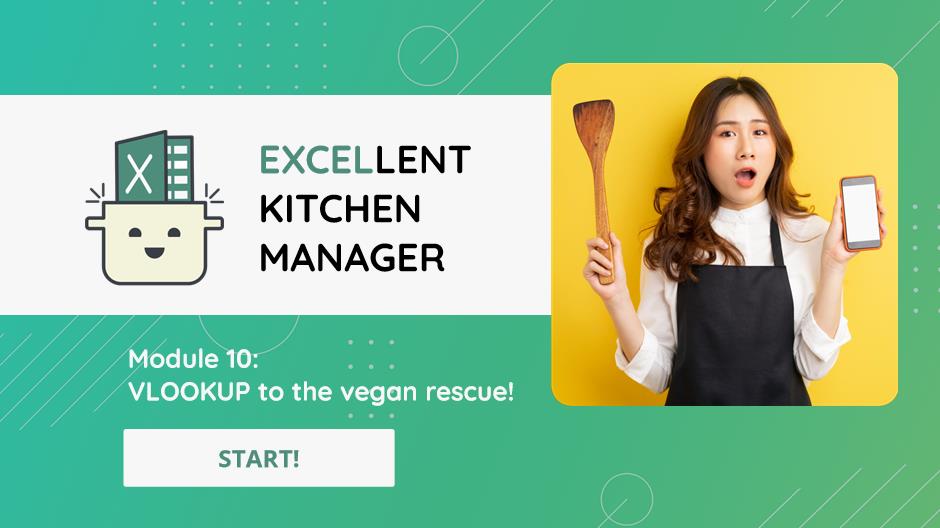 X
EXCELLENT
KITCHEN
MANAGER
Module 10:
VLOOKUP to the vegan rescue!
START!